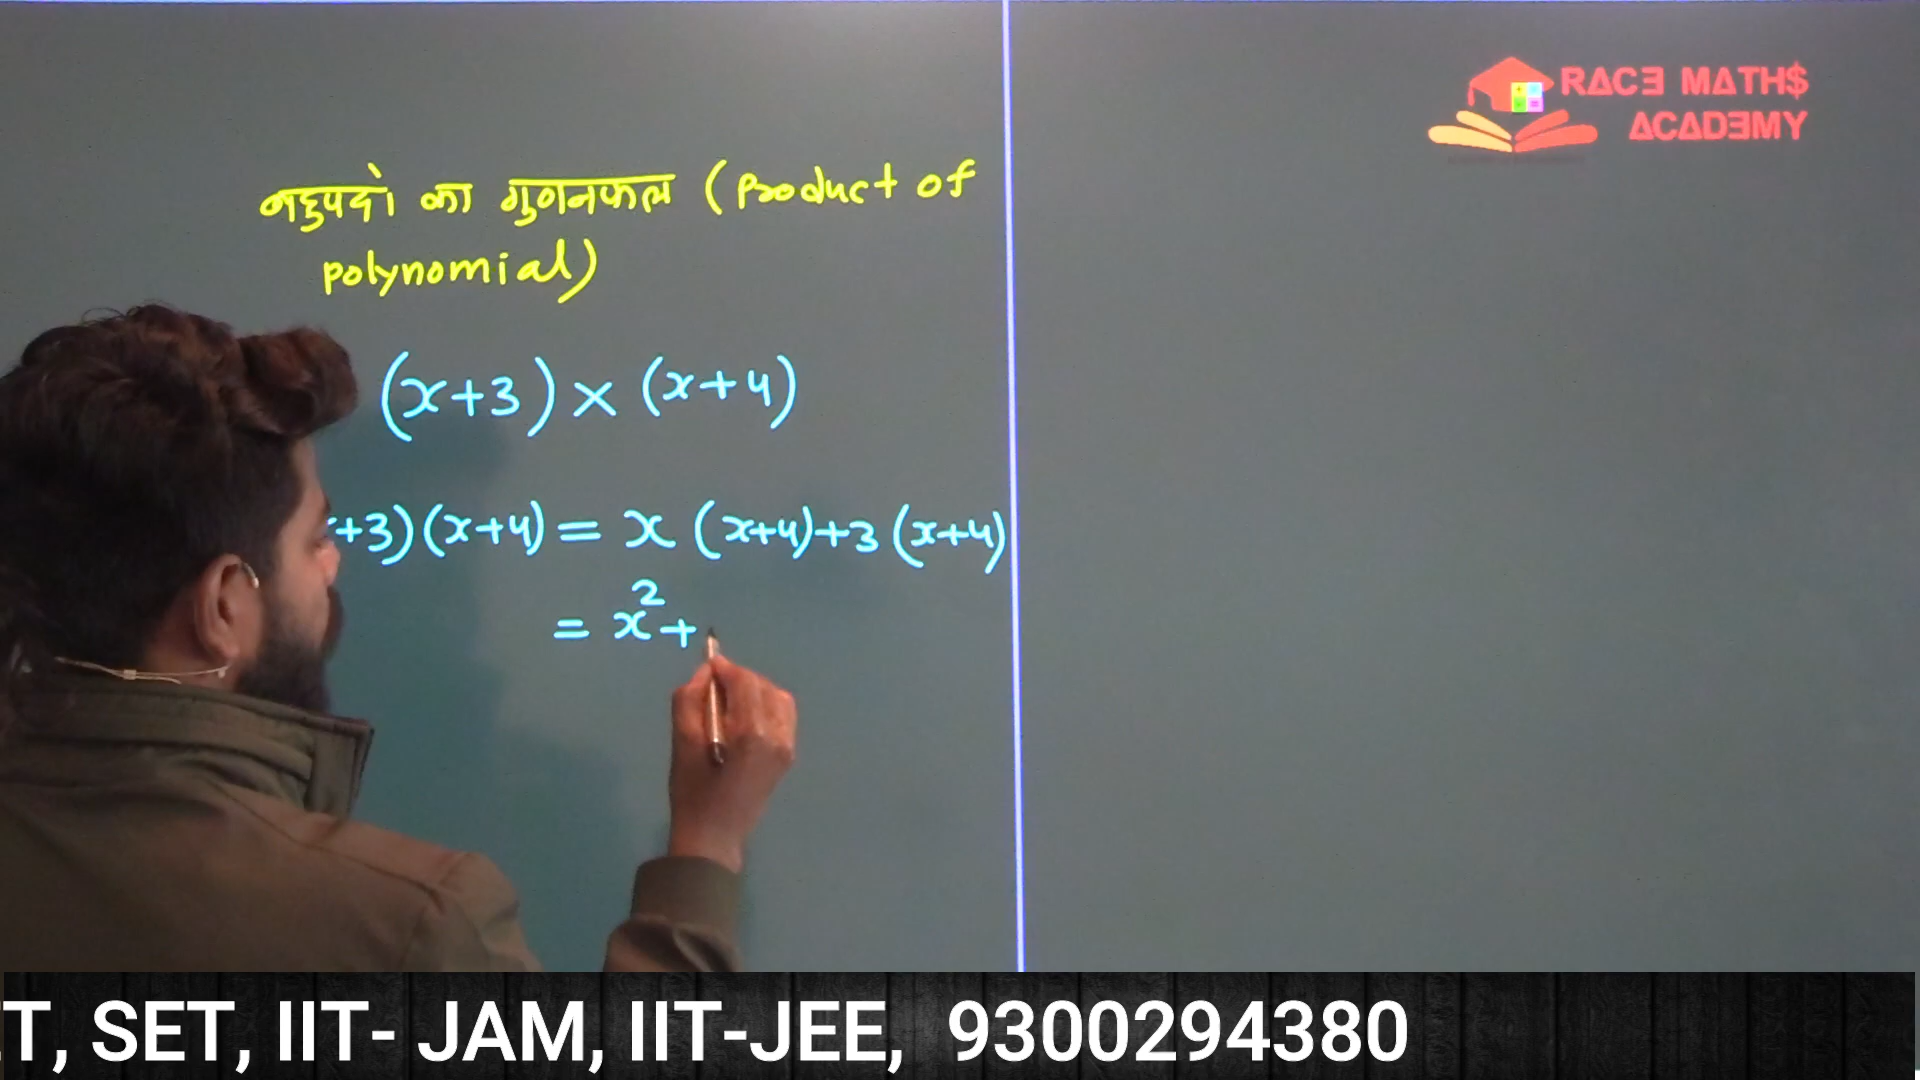 बहुपदो का गुणनफल (Product of
polynomial)
(x+3) × (x+4)
+3)(x+4) = x (x+4)+3 (x+4)
= x² +
RACE MATH$
ACADEMY
T, SET, IIT- JAM, IIT-JEE, 9300294380